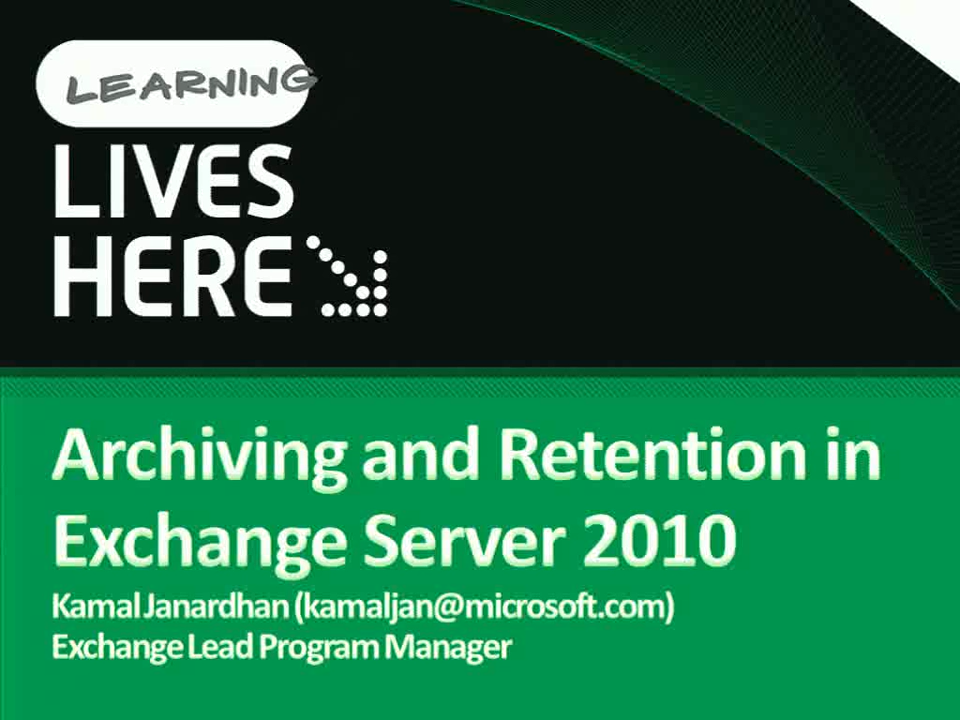 LEARNING
LIVES
HERE
Archiving and Retention in
Exchange Server 2010
Kamal Janardhan (kamaljan@microsoft.com)
Exchange Lead Program Manager